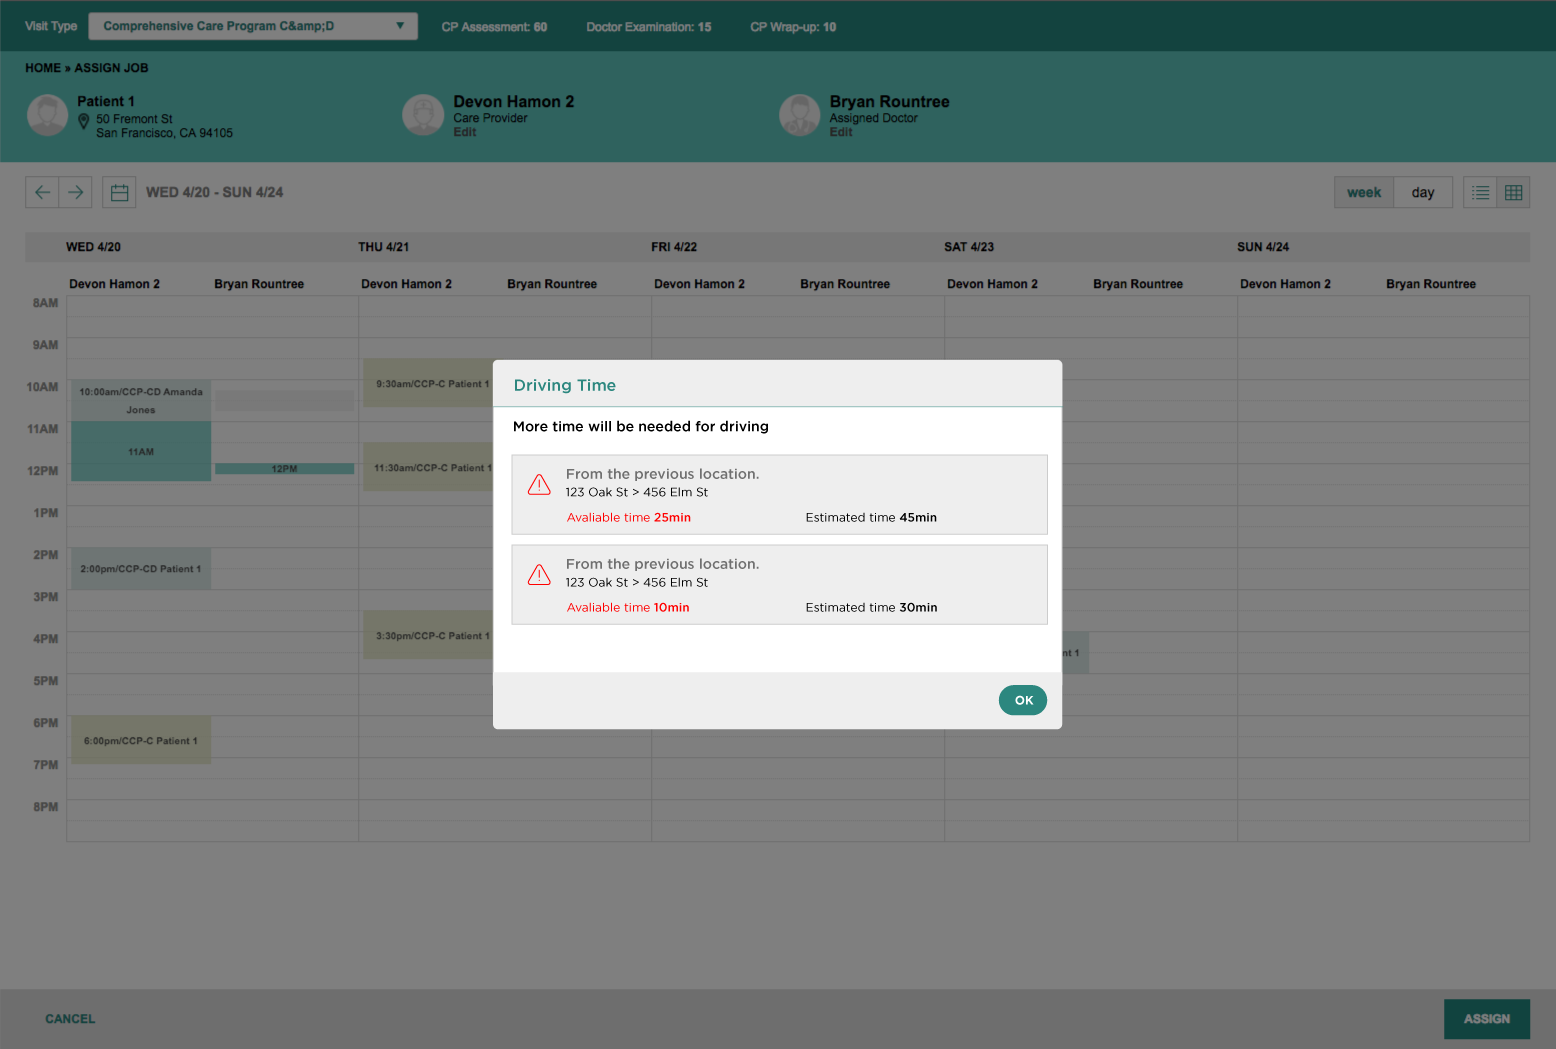 Visit Type
Comprehensive Care Program C&amp;D
CP Assessment: 60
Doctor Examination: 15
CP Wrap-up: 10
HOME » ASSIGN JOB
Patient 1
50 Fremont St
San Francisco, CA 94105
Devon Hamon 2
Care Provider
Edit
Bryan Rountree
Assigned Doctor
Edit
WED 4/20 - SUN 4/24
week
day
WED 4/20
THU 4/21
FRI 4/22
SAT 4/23
SUN 4/24
Devon Hamon 2
Bryan Rountree
Devon Hamon 2
Bryan Rountree
Devon Hamon 2
Bryan Rountree
Devon Hamon 2
Bryan Rountree
Devon Hamon 2
Bryan Rountree
8AM
9AM
10AM
11AM
12PM
1PM
2PM
3PM
4PM
5PM
6PM
7PM
8PM
10:00am/CCP-CD Amanda
Jones
11AM
12PM
2:00pm/CCP-CD Patient 1
6:00pm/CCP-C Patient 1
9:30am/CCP-C Patient 1
11:30am/CCP-C Patient 1
3:30pm/CCP-C Patient 1
nt 1
Driving Time
More time will be needed for driving
From the previous location.
123 Oak St > 456 Elm St
Avaliable time 25min
Estimated time 45min
From the previous location.
123 Oak St > 456 Elm St
Avaliable time 10min
Estimated time 30min
OK
CANCEL
ASSIGN